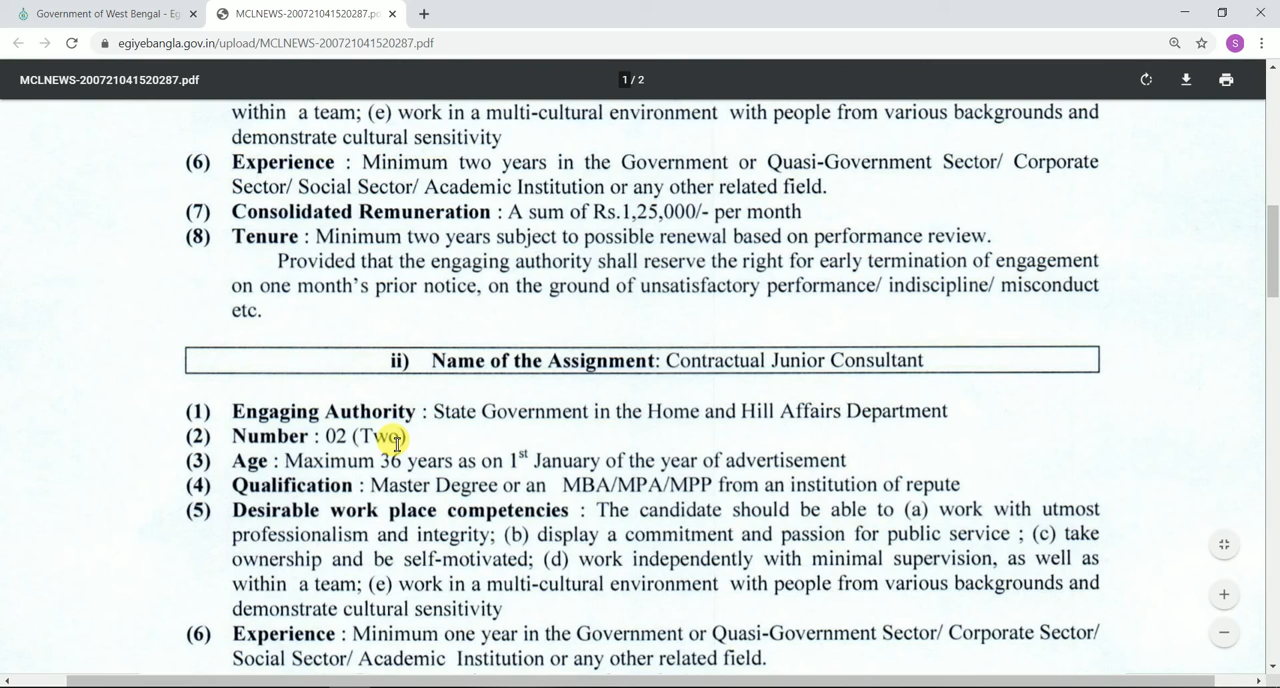 Government of West Bengal - Eg
MCLNEWS-200721041520287.pd
egiyebangla.gov.in/upload/MCLNEWS-200721041520287.pdf
S
MCLNEWS-200721041520287.pdf
1 / 2
within a team; (e) work in a multi-cultural environment with people from various backgrounds and
demonstrate cultural sensitivity
(6) Experience : Minimum two years in the Government or Quasi-Government Sector/ Corporate
Sector/ Social Sector/ Academic Institution or any other related field.
(7) Consolidated Remuneration : A sum of Rs.1,25,000/- per month
(8) Tenure : Minimum two years subject to possible renewal based on performance review.
Provided that the engaging authority shall reserve the right for early termination of engagement
on one month's prior notice, on the ground of unsatisfactory performance/ indiscipline/ misconduct
etc.
ii) Name of the Assignment: Contractual Junior Consultant
(1) Engaging Authority : State Government in the Home and Hill Affairs Department
(2) Number : 02 (Two)
(3) Age : Maximum 36 years as on 1st January of the year of advertisement
(4) Qualification : Master Degree or an MBA/MPA/MPP from an institution of repute
(5) Desirable work place competencies : The candidate should be able to (a) work with utmost
professionalism and integrity; (b) display a commitment and passion for public service ; (c) take
ownership and be self-motivated; (d) work independently with minimal supervision, as well as
within a team; (e) work in a multi-cultural environment with people from various backgrounds and
demonstrate cultural sensitivity
(6) Experience : Minimum one year in the Government or Quasi-Government Sector/ Corporate Sector/
Social Sector/ Academic Institution or any other related field.